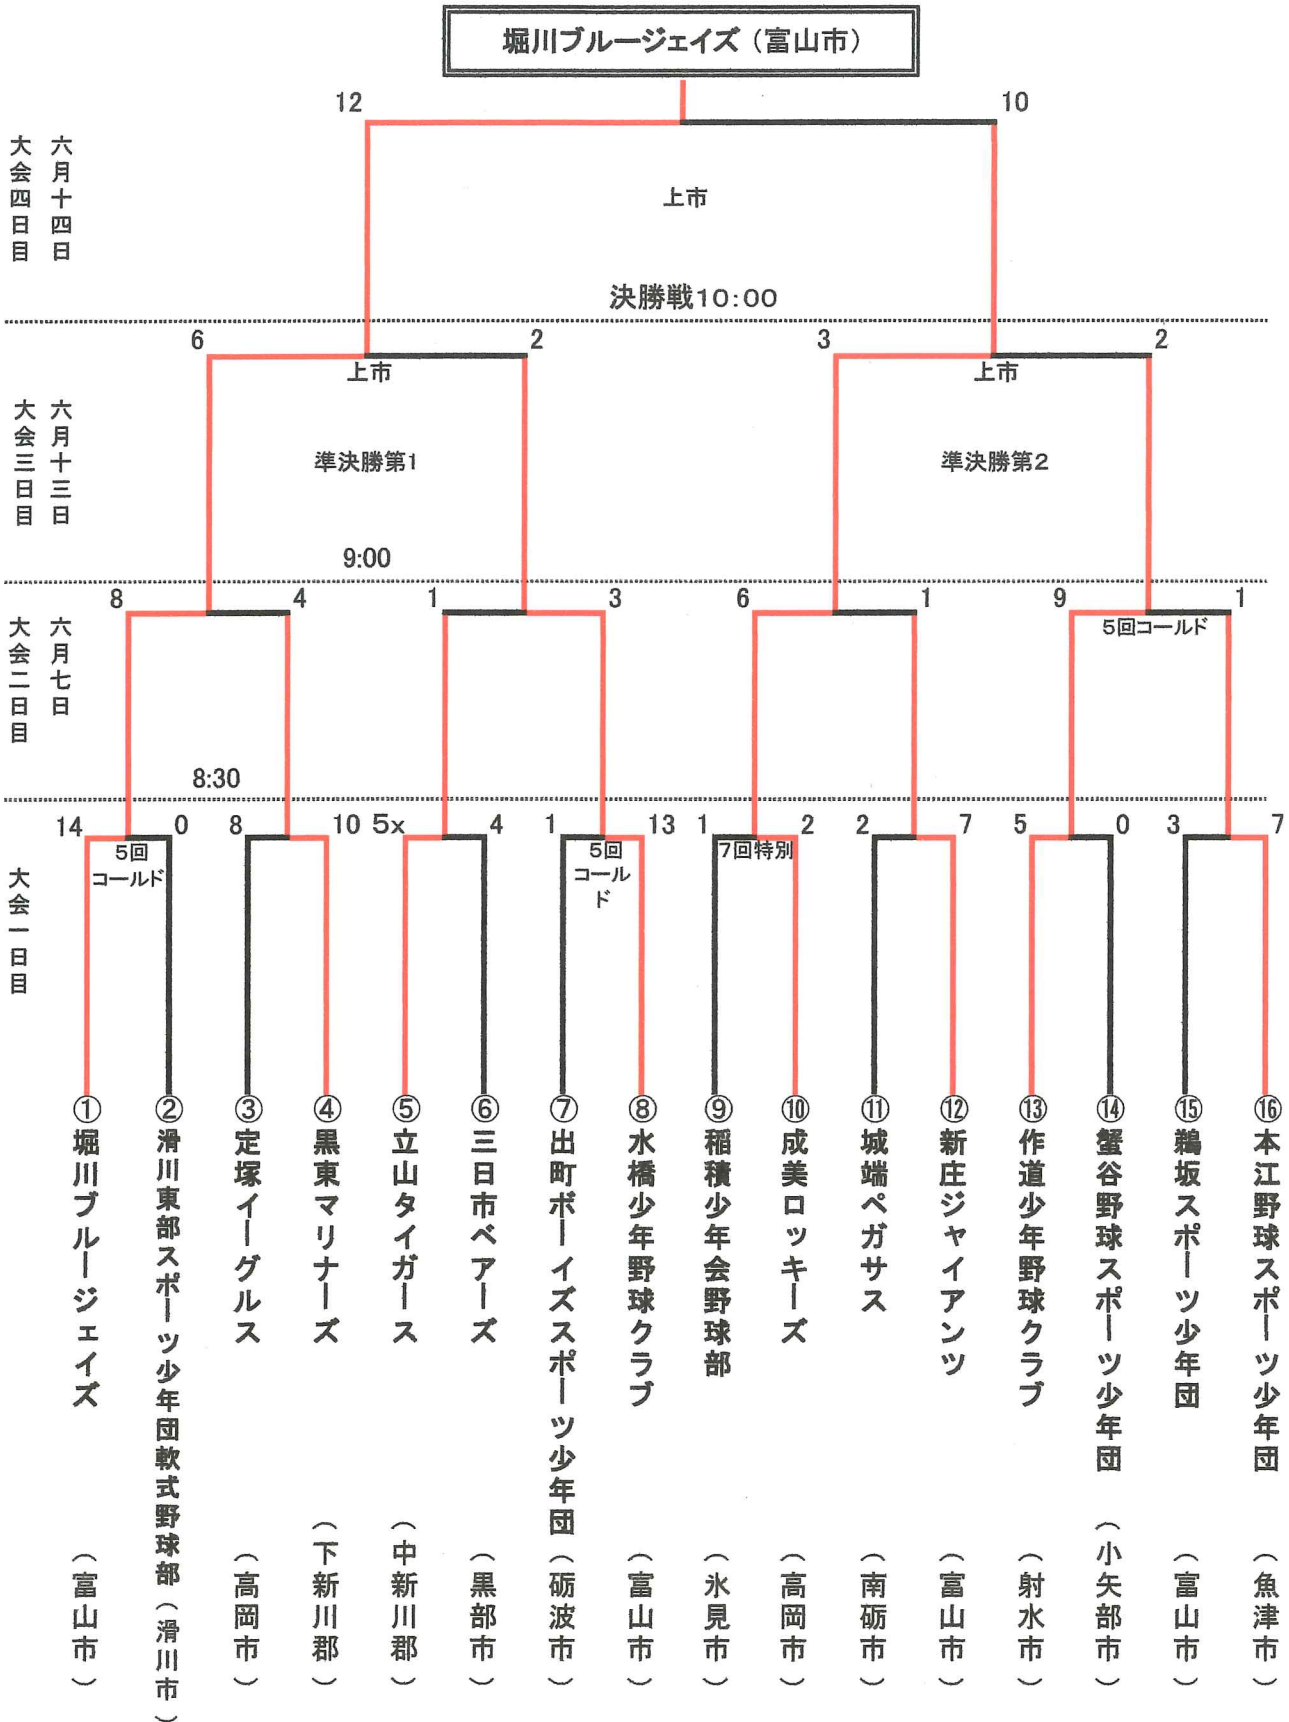 堀川ブルージェイズ（富山市）
12
10
六月十四日
大会四日目
上市
決勝戦10:00
6
2
3
2
上市
上市
六月十三日
大会三日目
準決勝第1
準決勝第2
9:00
8
4
1
3
6
1
9
1
5回コールド
六月七日
大会二日目
8:30
14
0
8
10
5x
4
1
13
1
2
2
7
5
0
3
7
5回
コールド
5回
コール
ド
7回特別
大会一日目
①堀川ブルージェイズ（富山市）
②滑川東部スポーツ少年団軟式野球部（滑川市）
③定塚イーグルス（高岡市）
④黒東マリナーズ（下新川郡）
⑤立山タイガース（中新川郡）
⑥三日市ベアーズ（黒部市）
⑦出町ボーイズスポーツ少年団（砺波市）
⑧水橋少年野球クラブ（富山市）
⑨稲積少年会野球部（氷見市）
⑩成美ロッキーズ（高岡市）
⑪城端ペガサス（南砺市）
⑫新庄ジャイアンツ（富山市）
⑬作道少年野球クラブ（射水市）
⑭蟹谷野球スポーツ少年団（小矢部市）
⑮鵜坂スポーツ少年団（富山市）
⑯本江野球スポーツ少年団（魚津市）